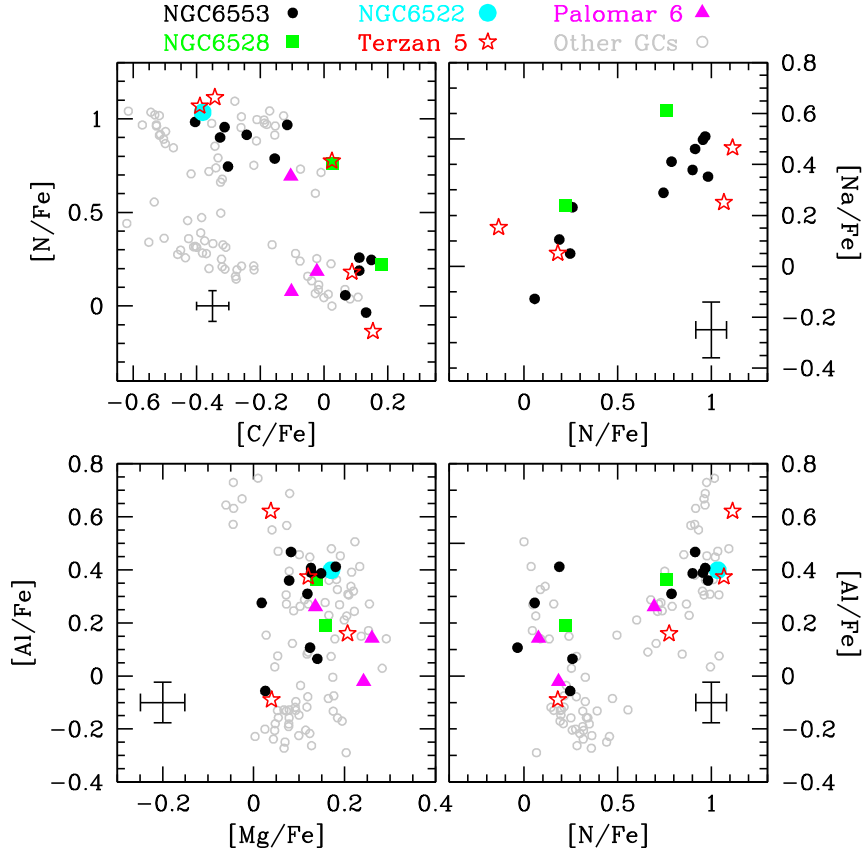 NGC6553 NGC6522 Palomar 6
NGC6528 Terzan 5 Other GCs
[N/Fe]
1
0.5
0
-0.6 -0.4 -0.2 0 0.2
[C/Fe]
0.8
0.6
0.4
0.2
0
-0.2
-0.4
[Na/Fe]
0 0.5 1
[N/Fe]
[Al/Fe]
0.8
0.6
0.4
0.2
0
-0.2
-0.4
-0.2 0 0.2 0.4
[Mg/Fe]
0.8
0.6
0.4
0.2
0
-0.2
-0.4
[Al/Fe]
0 0.5 1
[N/Fe]